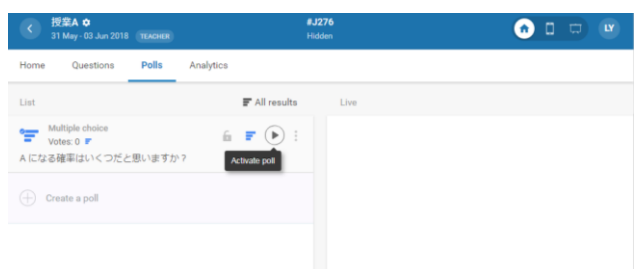 授業A
31 May - 03 Jun 2018 TEACHER
#J276
Hidden
LY
Home Questions Polls Analytics
List All results Live
Multiple choice
Votes: 0
A になる確率はいくつだと思いますか？
Activate poll
Create a poll